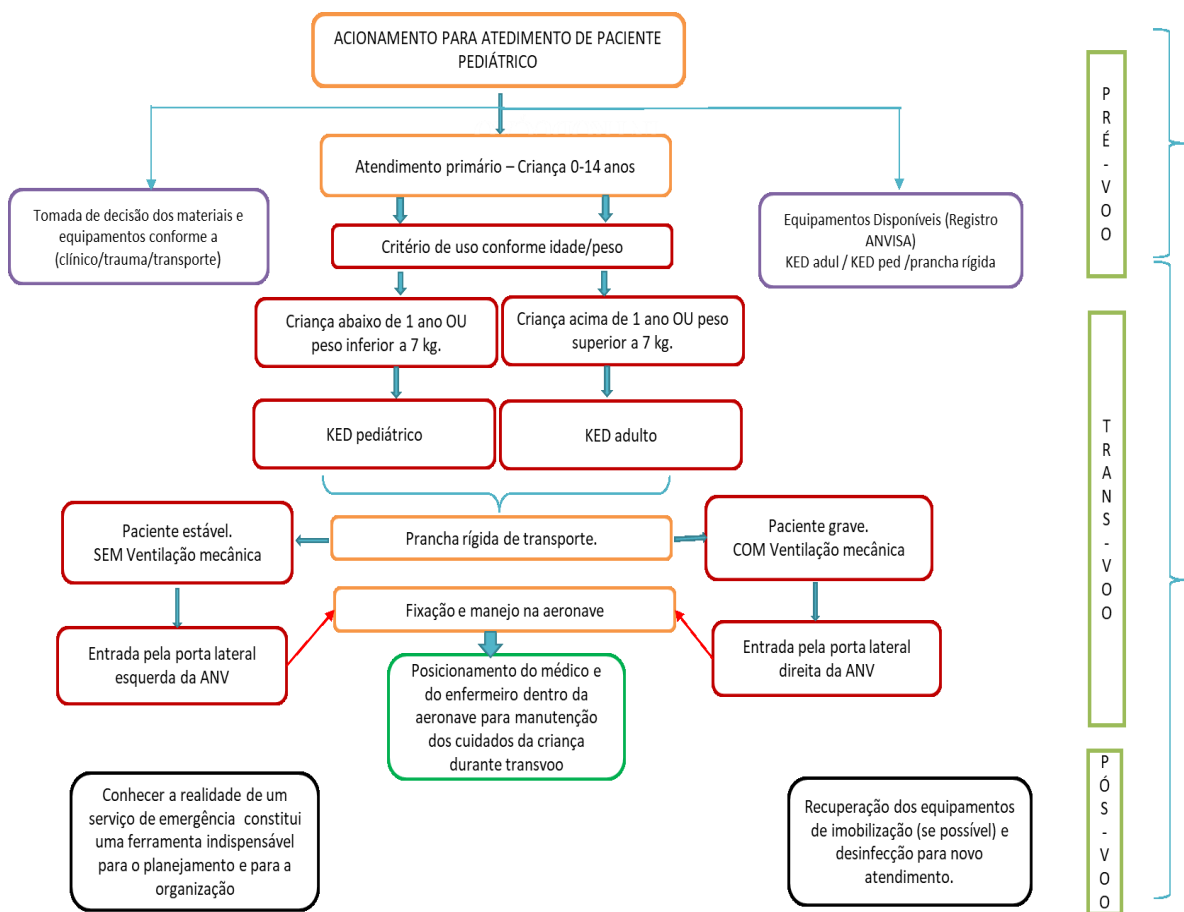 ACIONAMENTO PARA ATEDIMENTO DE PACIENTE
PEDIÁTRICO
Atendimento primário – Criança 0-14 anos
Tomada de decisão dos materiais e
equipamentos conforme a
(clínico/trauma/transporte)
Equipamentos Disponíveis (Registro
ANVISA)
KED adul / KED ped /prancha rígida
Critério de uso conforme idade/peso
Criança abaixo de 1 ano OU
peso inferior a 7 kg.
Criança acima de 1 ano OU peso
superior a 7 kg.
KED pediátrico
KED adulto
Paciente estável.
SEM Ventilação mecânica
Prancha rígida de transporte.
Paciente grave.
COM Ventilação mecânica
Fixação e manejo na aeronave
Entrada pela porta lateral
esquerda da ANV
Entrada pela porta lateral
direita da ANV
Posicionamento do médico e
do enfermeiro dentro da
aeronave para manutenção
dos cuidados da criança
durante transvoo
Conhecer a realidade de um
serviço de emergência constitui
uma ferramenta indispensável
para o planejamento e para a
organização
Recuperação dos equipamentos
de imobilização (se possível) e
desinfecção para novo
atendimento.
PRÉ-VOO
TRANS-VOO
PÓS-VOO